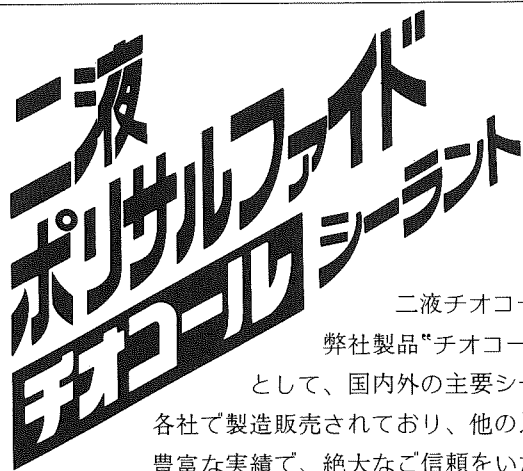 二液
ポリサルファイド
シーラント
チオコール
二液チオコー
弊社製品“チオコー
として、国内外の主要シ
各社で製造販売されており、他の
豊富な実績で、絶大なご信頼をい